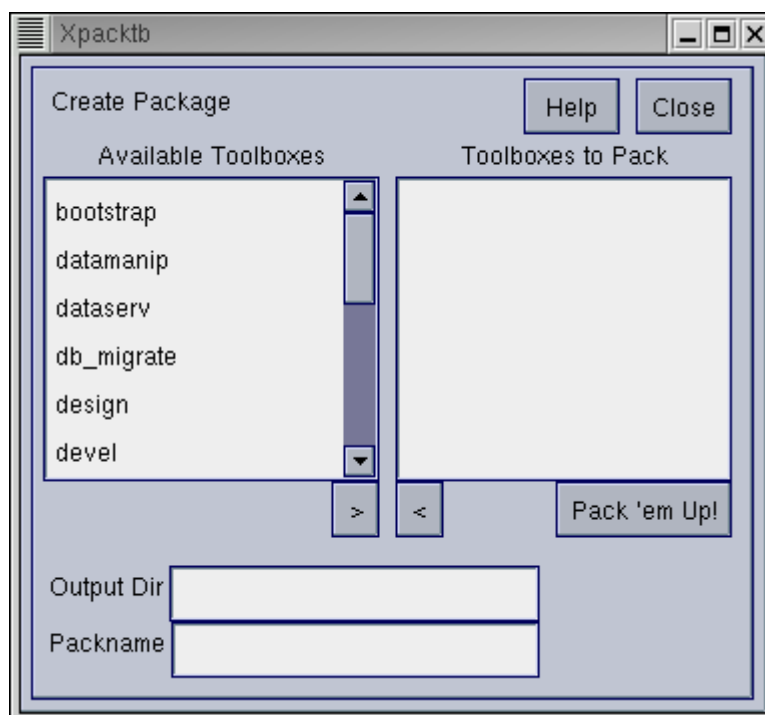 Xpacktb
Create Package
Help
Close
Available Toolboxes
Toolboxes to Pack
bootstrap
datamanip
dataserv
db_migrate
design
devel
>
<
Pack 'em Up!
Output Dir
Packname